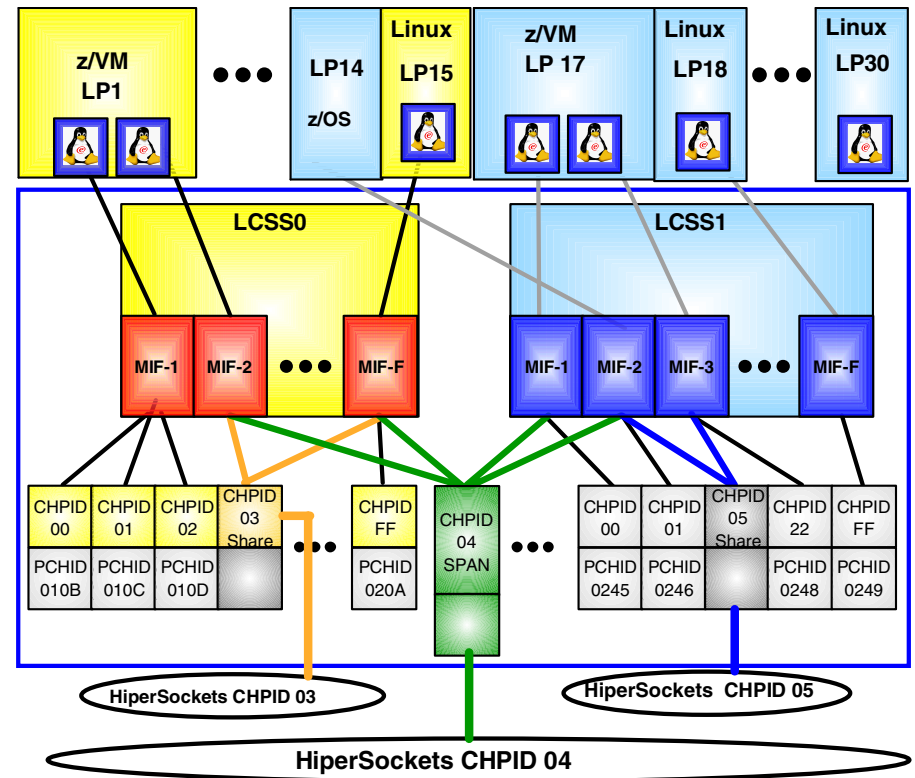 z/VM
LP1
LP14
z/OS
Linux
LP15
z/VM
LP 17
Linux
LP18
Linux
LP30
LCSS0
LCSS1
MIF-1
MIF-2
MIF-F
MIF-1
MIF-2
MIF-3
MIF-F
CHPID
00
CHPID
01
CHPID
02
CHPID
03
Share
CHPID
FF
CHPID
04
SPAN
CHPID
00
CHPID
01
CHPID
05
Share
CHPID
22
CHPID
FF
PCHID
010B
PCHID
010C
PCHID
010D
PCHID
020A
PCHID
0245
PCHID
0246
PCHID
0248
PCHID
0249
HiperSockets CHPID 03
HiperSockets CHPID 05
HiperSockets CHPID 04